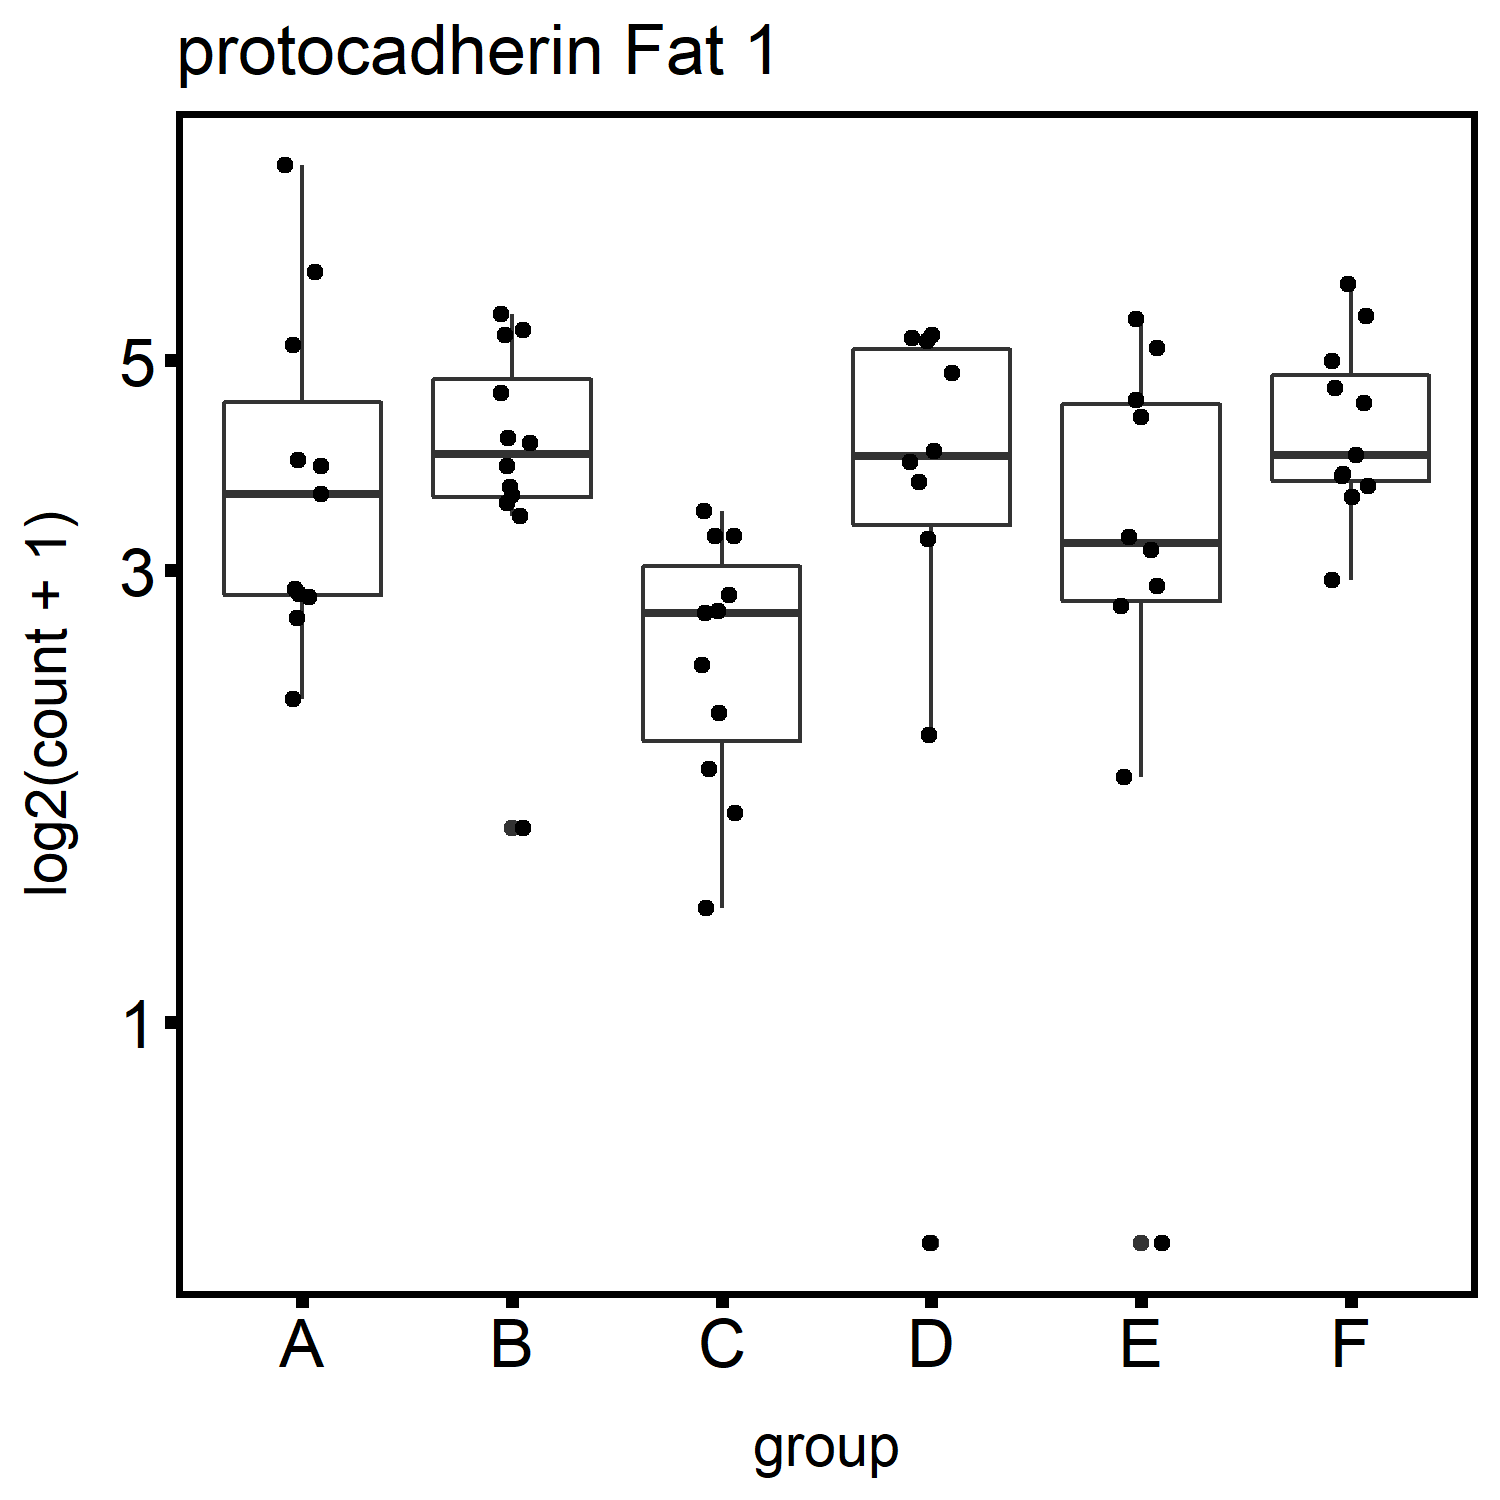 protocadherin Fat 1
log2(count + 1)
5
3
1
A B C D E F
group